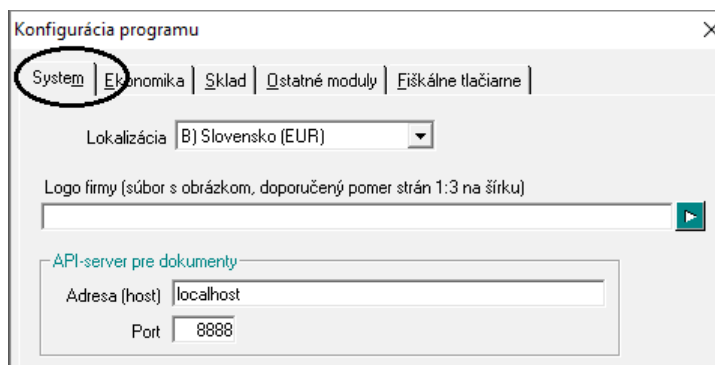 Konfigurácia programu
System Ekonomika Sklad Ostatné moduly Fiškálne tlačiarne
Lokalizácia B) Slovensko (EUR)
Logo firmy (súbor s obrázkom, doporučený pomer strán 1:3 na šírku)
API-server pre dokumenty
Adresa (host) localhost
Port 8888